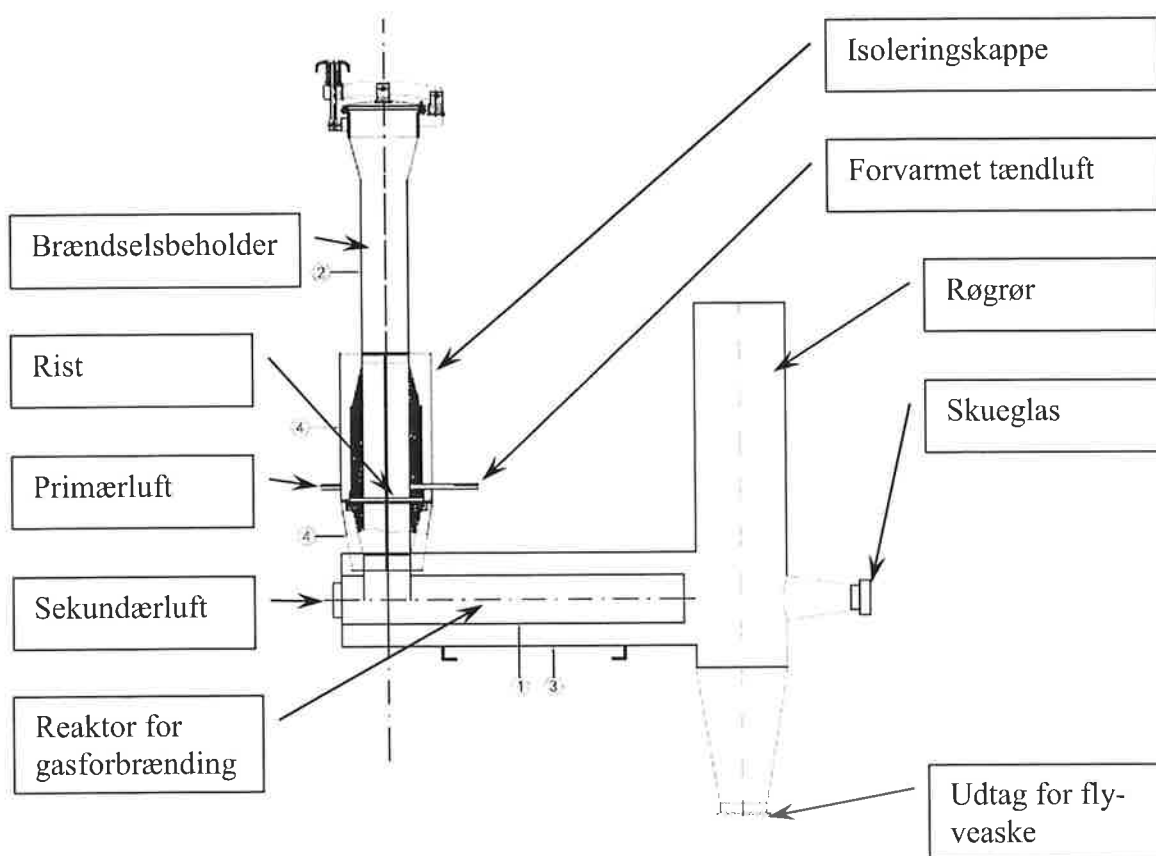 Isoleringskappe
Forvarmet tændluft
Brændselsbeholder
2
Røgrør
Rist
Skueglas
4
Primærluft
4
Sekundærluft
1
3
Reaktor for
gasforbrænding
Udtag for fly-
veaske